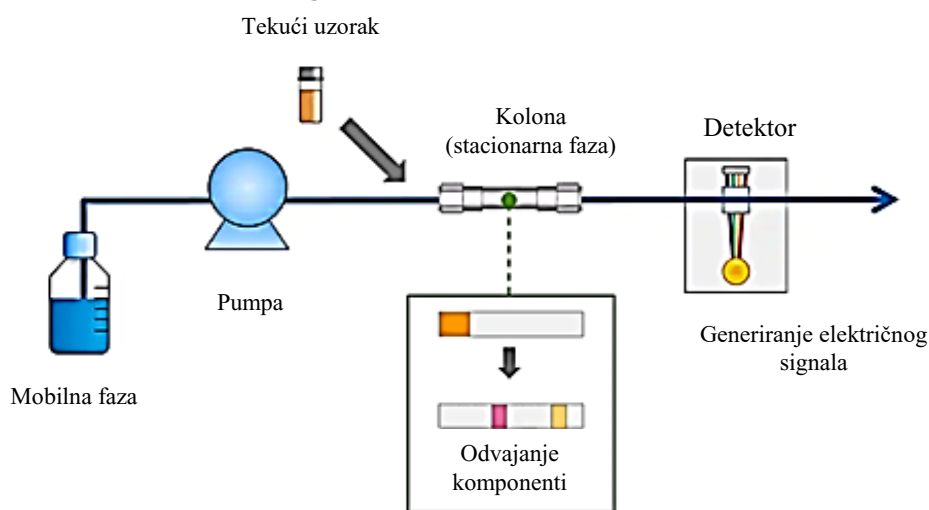 Tekući uzorak
Kolona
(stacionarna faza)
Detektor
Pumpa
Generiranje električnog
signala
Mobilna faza
Odvajanje
komponenti